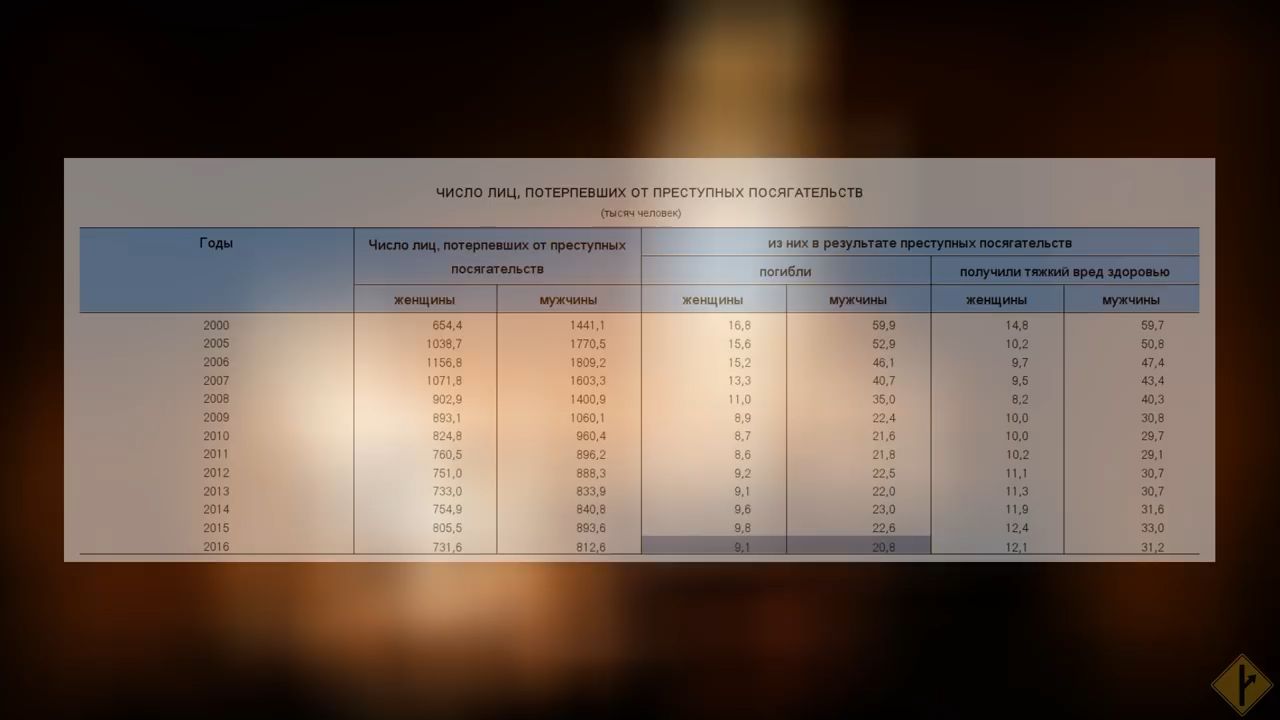 ЧИСЛО ЛИЦ, ПОТЕРПЕВШИХ ОТ ПРЕСТУПНЫХ ПОСЯГАТЕЛЬСТВ
(тысяч человек)
Годы Число лиц, потерпевших от преступных посягательств из них в результате преступных посягательств
погибли получили тяжкий вред здоровью
женщины мужчины женщины мужчины женщины мужчины
2000 654,4 1441,1 16,8 59,9 14,8 59,7
2005 1038,7 1770,5 15,6 52,9 10,2 50,8
2006 1156,8 1809,2 15,2 46,1 9,7 47,4
2007 1071,8 1603,3 13,3 40,7 9,5 43,4
2008 902,9 1400,9 11,0 35,0 8,2 40,3
2009 893,1 1060,1 8,9 22,4 10,0 30,8
2010 824,8 960,4 8,7 21,6 10,0 29,7
2011 760,5 896,2 8,6 21,8 10,2 29,1
2012 751,0 888,3 9,2 22,5 11,1 30,7
2013 733,0 833,9 9,1 22,0 11,3 30,7
2014 754,9 840,8 9,6 23,0 11,9 31,6
2015 805,5 893,6 9,8 22,6 12,4 33,0
2016 731,6 812,6 9,1 20,8 12,1 31,2